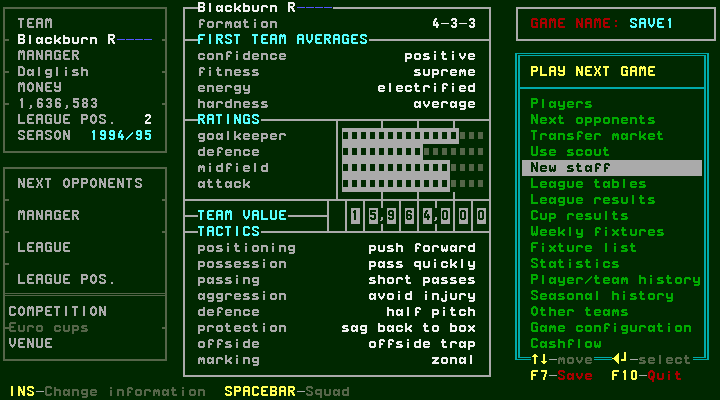 TEAM
Blackburn R
MANAGER
Dalglish
MONEY
1,636,583
LEAGUE POS. 2
SEASON 1994/95
NEXT OPPONENTS
MANAGER
LEAGUE
LEAGUE POS.
COMPETITION
Euro cups
VENUE
Blackburn R
formation 4-3-3
FIRST TEAM AVERAGES
confidence positive
fitness supreme
energy electrified
hardness average
RATINGS
goalkeeper
defence
midfield
attack
TEAM VALUE 15,964,000
TACTICS
positioning push forward
possession pass quickly
passing short passes
aggression avoid injury
defence half pitch
protection sag back to box
offside offside trap
marking zonal
GAME NAME: SAVE1
PLAY NEXT GAME
Players
Next opponents
Transfer market
Use scout
New staff
League tables
League results
Cup results
Weekly fixtures
Fixture list
Statistics
Player/team history
Seasonal history
Other teams
Game configuration
Cashflow
↑↓-move ↵-select
F7-Save F10-Quit
INS-Change information SPACEBAR-Squad